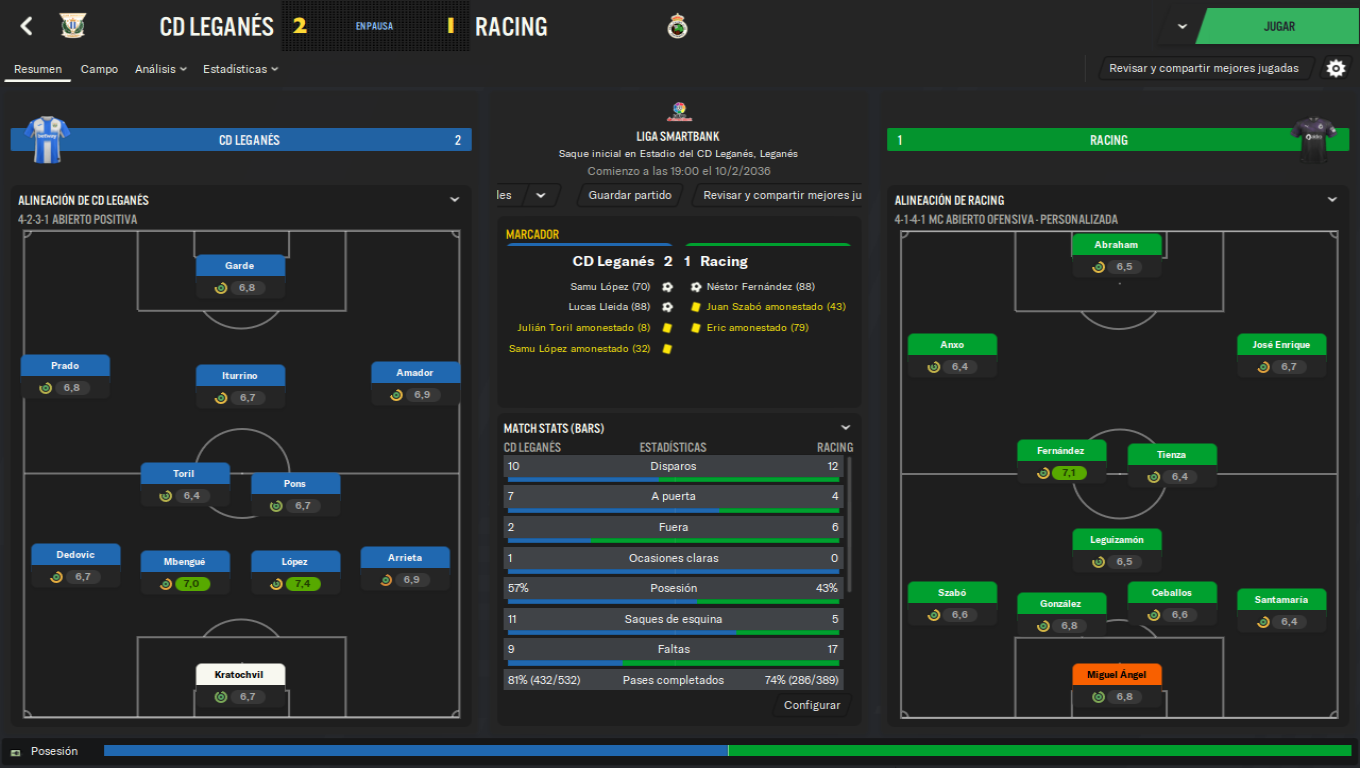 CD LEGANÉS 2 EN PAUSA 1 RACING
JUGAR
Resumen Campo Análisis Estadísticas
Revisar y compartir mejores jugadas
CD LEGANÉS 2
LIGA SMARTBANK
Saque inicial en Estadio del CD Leganés, Leganés
Comienzo a las 19:00 el 10/2/2036
les Guardar partido Revisar y compartir mejores ju
1 RACING
ALINEACIÓN DE CD LEGANÉS
4-2-3-1 ABIERTO POSITIVA
Garde
6,8
Prado
6,8
Iturrino
6,7
Amador
6,9
Toril
6,4
Pons
6,7
Dedovic
6,7
Mbengué
7,0
López
7,4
Arrieta
6,9
Kratochvil
6,7
MARCADOR
CD Leganés 2 1 Racing
Samu López (70) Néstor Fernández (88)
Lucas Lleida (88) Juan Szabó amonestado (43)
Julián Toril amonestado (8) Eric amonestado (79)
Samu López amonestado (32)
MATCH STATS (BARS)
CD LEGANÉS ESTADÍSTICAS RACING
10 Disparos 12
7 A puerta 4
2 Fuera 6
1 Ocasiones claras 0
57% Posesión 43%
11 Saques de esquina 5
9 Faltas 17
81% (432/532) Pases completados 74% (286/389)
Configurar
ALINEACIÓN DE RACING
4-1-4-1 MC ABIERTO OFENSIVA - PERSONALIZADA
Abraham
6,5
Anxo
6,4
José Enrique
6,7
Fernández
7,1
Tienza
6,4
Leguizamón
6,5
Szabó
6,6
González
6,8
Ceballos
6,6
Santamaría
6,4
Miguel Ángel
6,8
Posesión